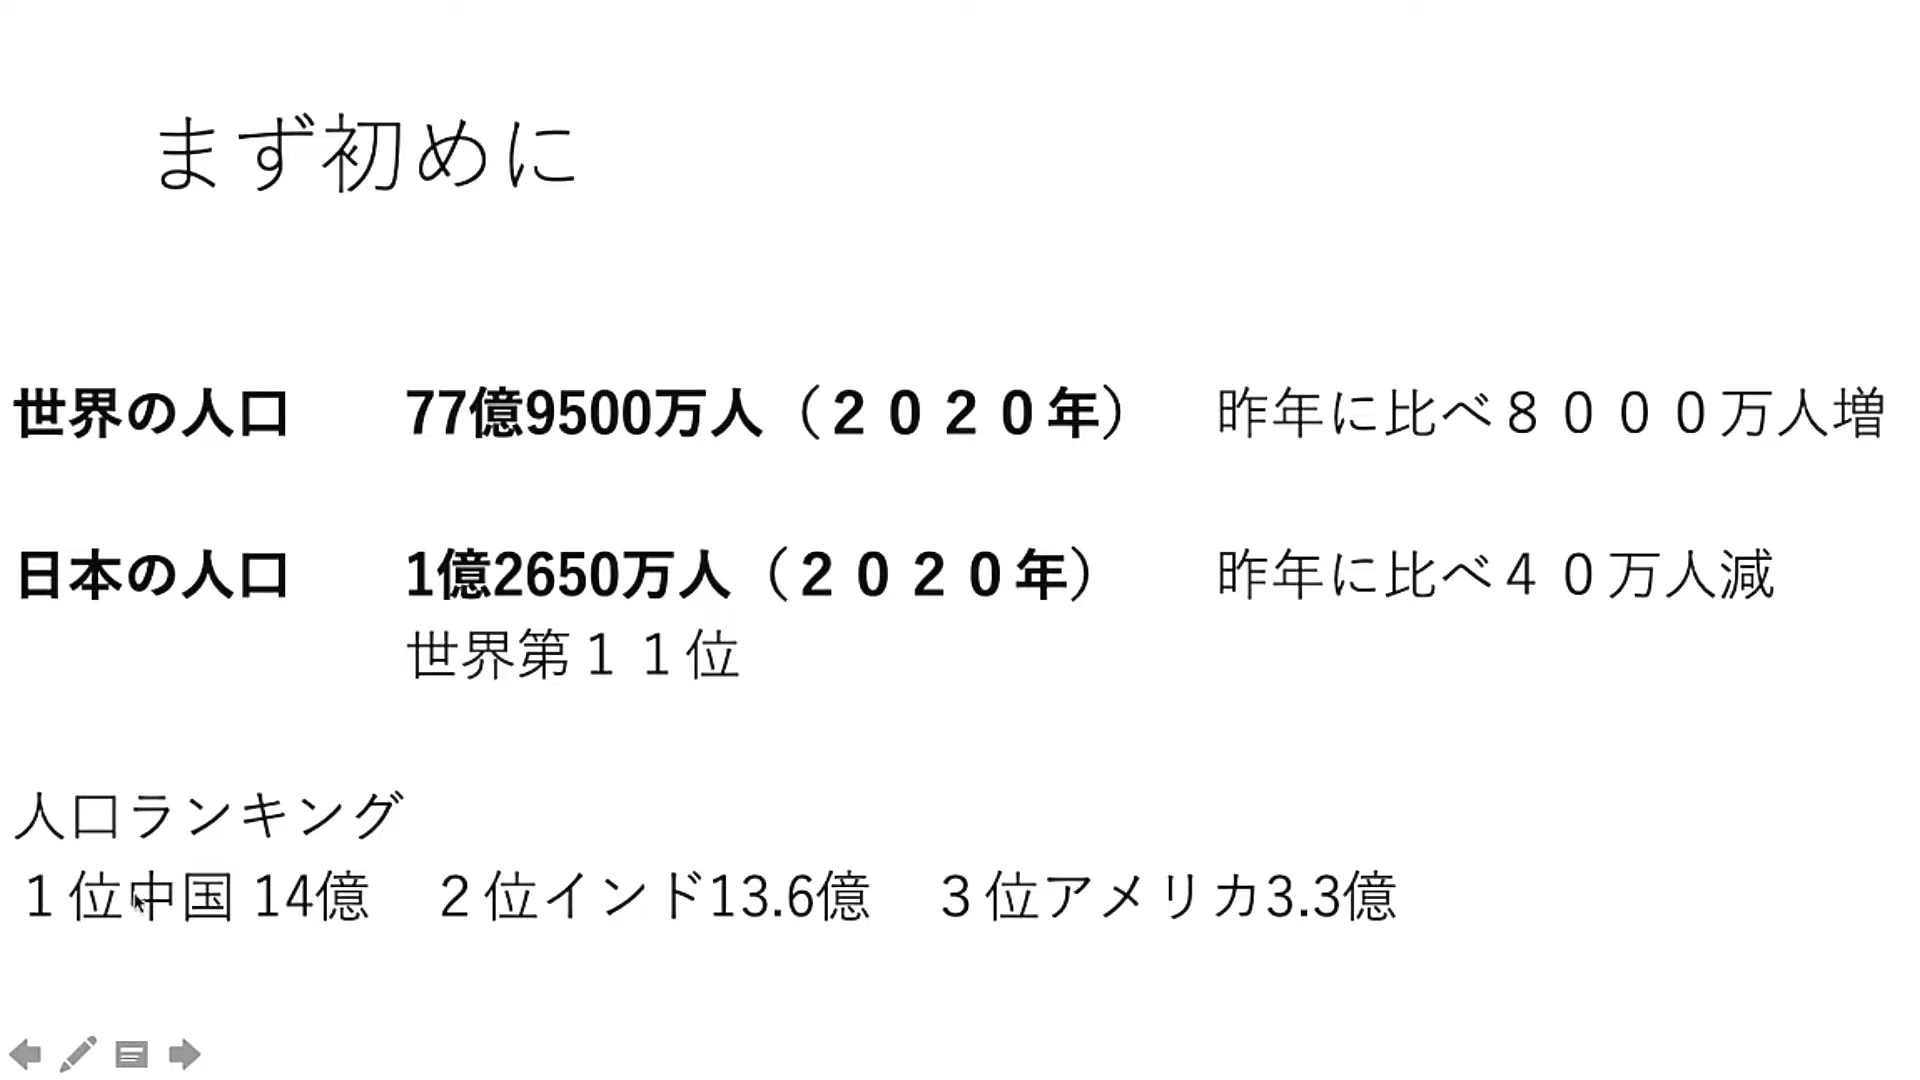 まず初めに
世界の人口　77億9500万人（２０２０年）　昨年に比べ８０００万人増
日本の人口　1億2650万人（２０２０年）　昨年に比べ４０万人減
世界第１１位
人口ランキング
１位中国 14億　２位インド13.6億　３位アメリカ3.3億